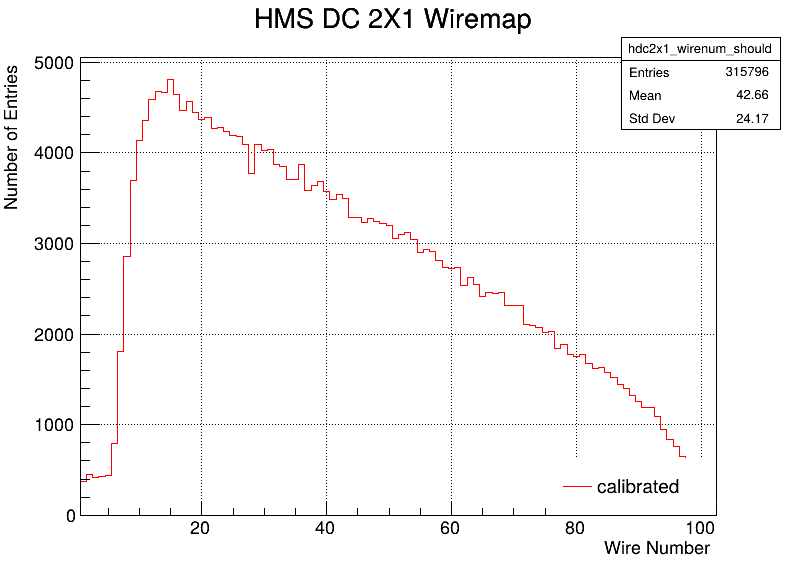 HMS DC 2X1 Wiremap
hdc2x1_wirenum_should
Entries 315796
Mean 42.66
Std Dev 24.17
Number of Entries
5000
4000
3000
2000
1000
0
20 40 60 80 100
Wire Number
calibrated